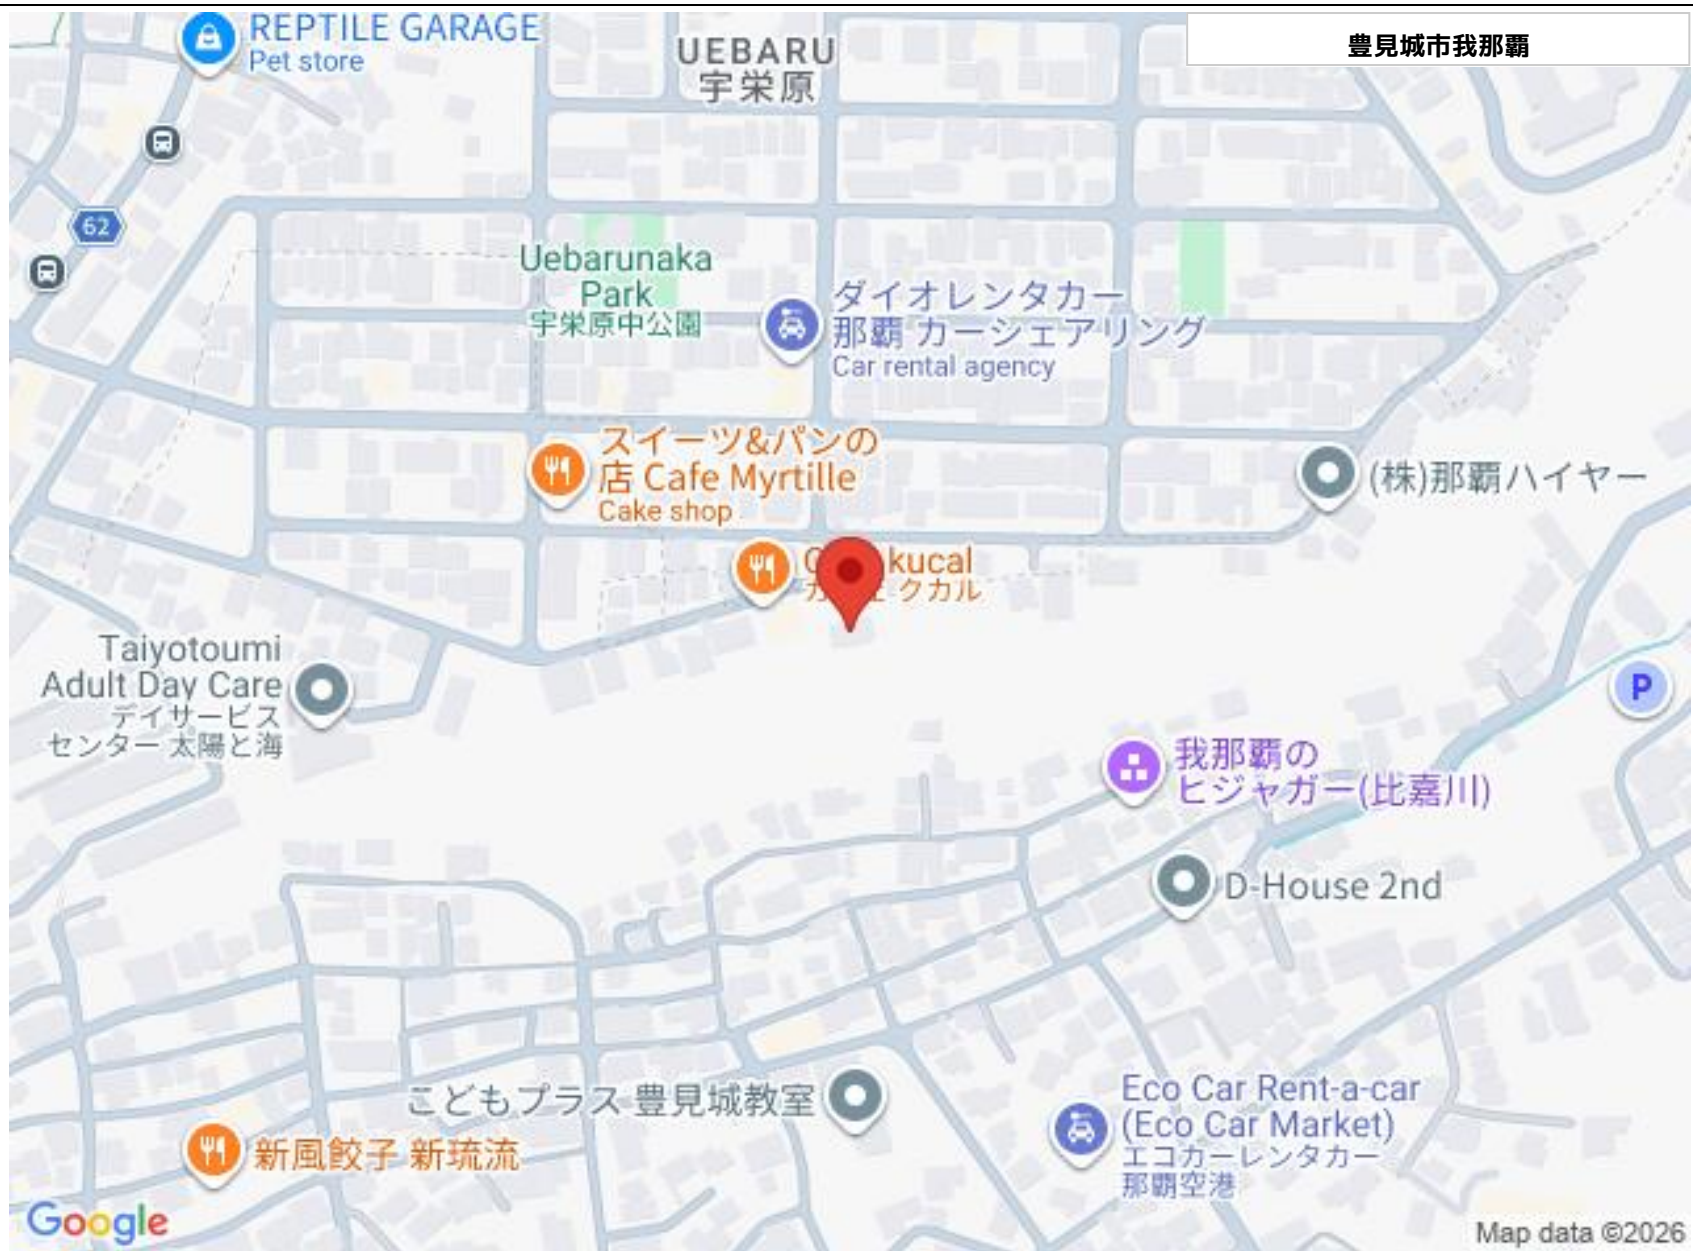 REPTILE GARAGE
Pet store
UEBARU
宇栄原
豊見城市我那覇
62
Uebarunaka
Park
宇栄原中公園
ダイオレンタカー
那覇 カーシェアリング
Car rental agency
スイーツ&パンの
店 Cafe Myrtille
Cake shop
(株)那覇ハイヤー
kucal
クカル
Taiyotoumi
Adult Day Care
デイサービス
センター 太陽と海
P
我那覇の
ヒジャガー(比嘉川)
D-House 2nd
こどもプラス 豊見城教室
Eco Car Rent-a-car
(Eco Car Market)
エコカーレンタカー
那覇空港
新風餃子 新琉流
Google
Map data ©2026